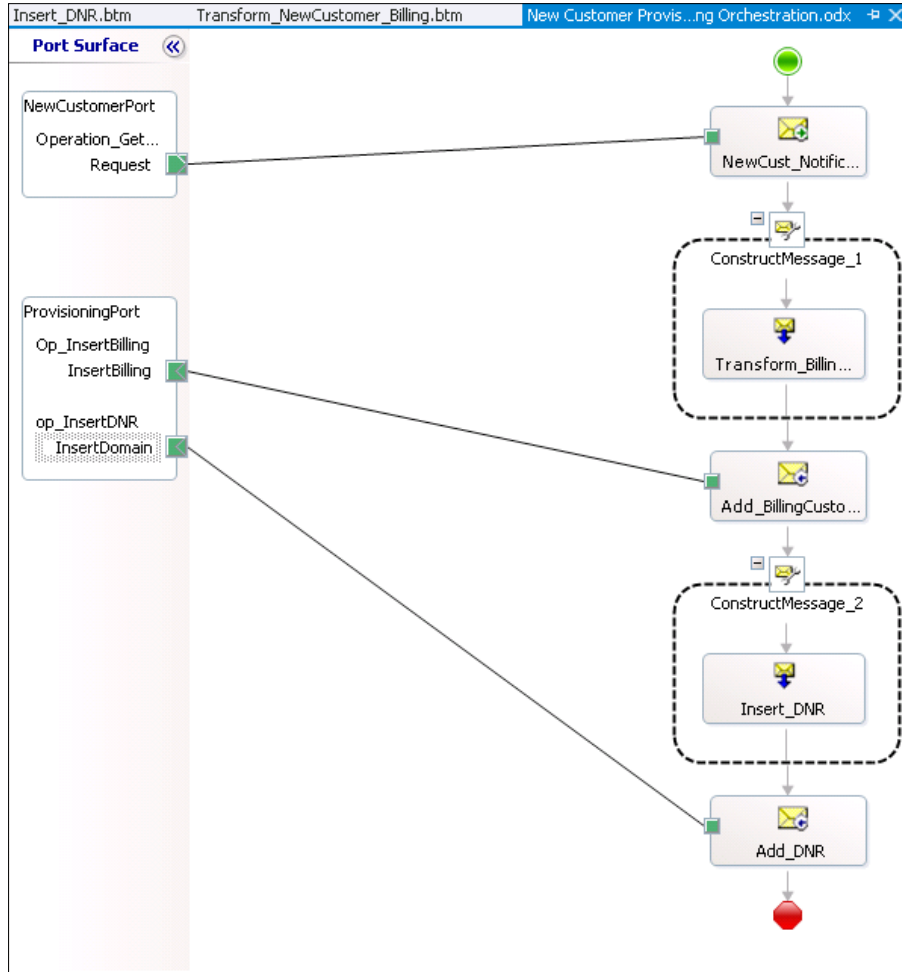 Insert_DNR.btm
Transform_NewCustomer_Billing.btm
New Customer Provis...ng Orchestration.odx
Port Surface
NewCustomerPort
Operation_Get...
Request
ProvisioningPort
Op_InsertBilling
InsertBilling
op_InsertDNR
InsertDomain
NewCust_Notific...
ConstructMessage_1
Transform_Billin...
Add_BillingCusto...
ConstructMessage_2
Insert_DNR
Add_DNR